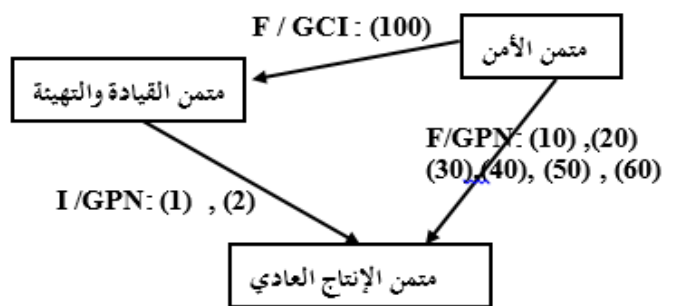 F / GCI : (100)
متمن الأمن
متمن القيادة والتهيئة
F/GPN: (10) ,(20)
(30),(40), (50) , (60)
I /GPN: (1) , (2)
متمن الإنتاج العادي